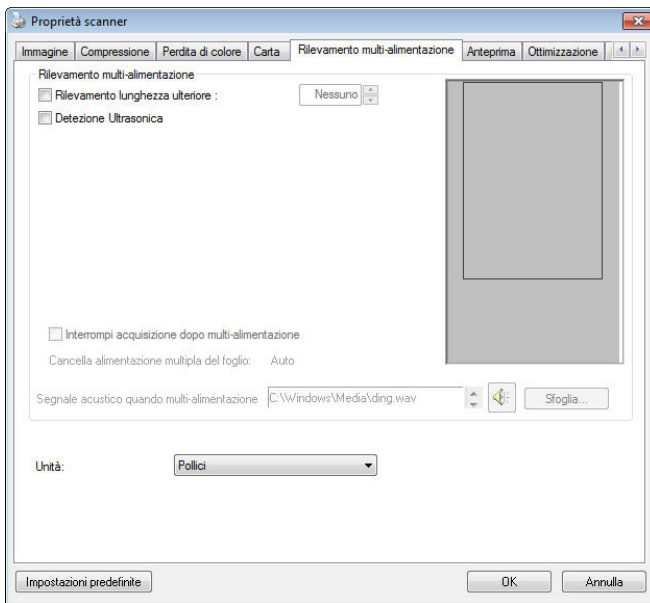 Proprietà scanner
Immagine Compressione Perdita di colore Carta Rilevamento multi-alimentazione Anteprima Ottimizzazione
Rilevamento multi-alimentazione
Rilevamento lunghezza ulteriore : Nessuno
Detezione Ultrasonica
Interrompi acquisizione dopo multi-alimentazione
Cancella alimentazione multipla del foglio: Auto
Segnale acustico quando multi-alimentazione C:\Windows\Media\ding.wav Sfoglia...
Unità: Pollici
Impostazioni predefinite OK Annulla